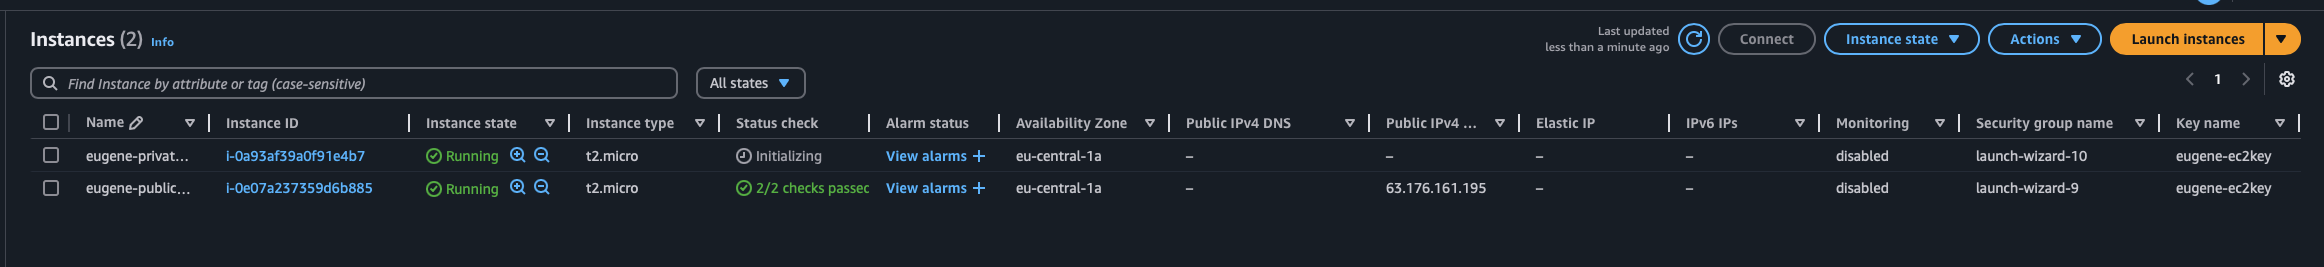 Instances (2) Info
Last updated
less than a minute ago
Connect
Instance state
Actions
Launch instances
Find Instance by attribute or tag (case-sensitive)
All states
1
Name Instance ID Instance state Instance type Status check Alarm status Availability Zone Public IPv4 DNS Public IPv4 ... Elastic IP IPv6 IPs Monitoring Security group name Key name
eugene-privat... i-0a93af39a0f91e4b7 Running t2.micro Initializing View alarms + eu-central-1a – – – – disabled launch-wizard-10 eugene-ec2key
eugene-public... i-0e07a237359d6b885 Running t2.micro 2/2 checks passec View alarms + eu-central-1a – 63.176.161.195 – – disabled launch-wizard-9 eugene-ec2key